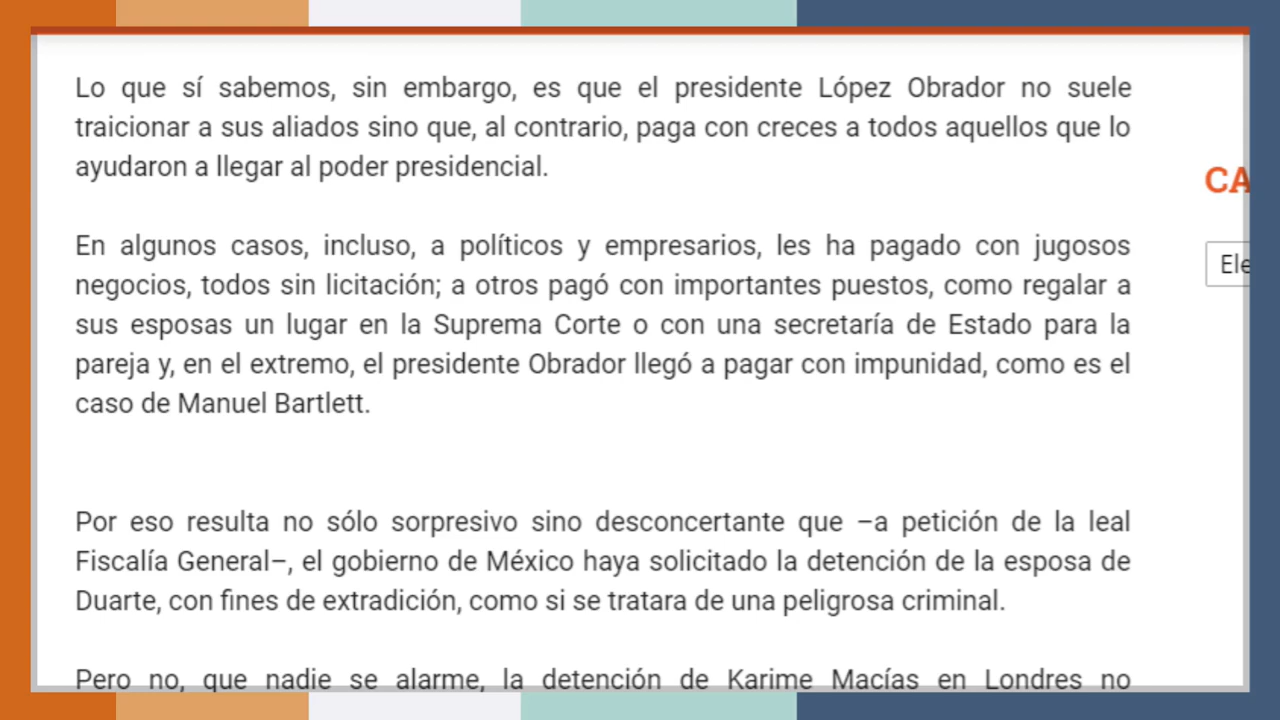 Lo que sí sabemos, sin embargo, es que el presidente López Obrador no suele
traicionar a sus aliados sino que, al contrario, paga con creces a todos aquellos que lo
ayudaron a llegar al poder presidencial.
En algunos casos, incluso, a políticos y empresarios, les ha pagado con jugosos
negocios, todos sin licitación; a otros pagó con importantes puestos, como regalar a
sus esposas un lugar en la Suprema Corte o con una secretaría de Estado para la
pareja y, en el extremo, el presidente Obrador llegó a pagar con impunidad, como es el
caso de Manuel Bartlett.
Por eso resulta no sólo sorpresivo sino desconcertante que –a petición de la leal
Fiscalía General–, el gobierno de México haya solicitado la detención de la esposa de
Duarte, con fines de extradición, como si se tratara de una peligrosa criminal.
Pero no, que nadie se alarme, la detención de Karime Macías en Londres no
CA
Ele